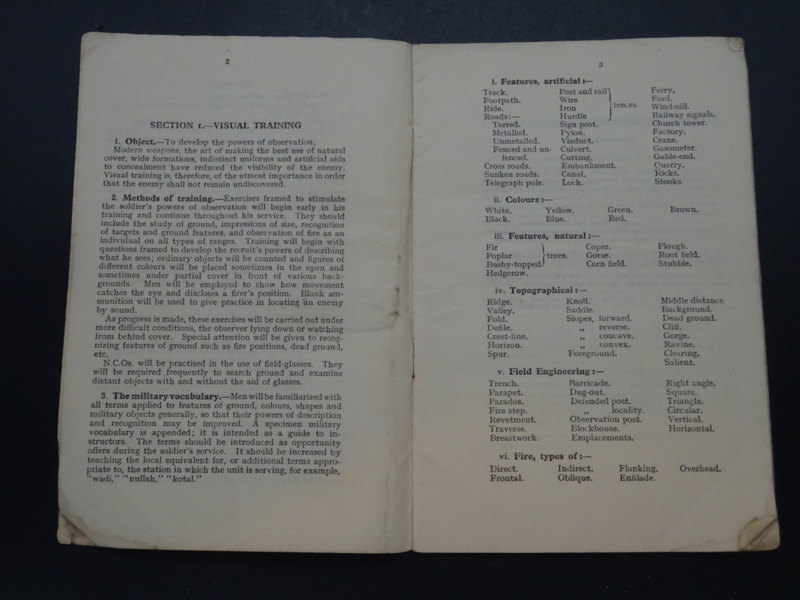 2
SECTION 1.—VISUAL TRAINING
1. Object.—To develop the powers of observation.
Modern weapons, the art of making the best use of natural
cover, wide formations, indistinct uniforms and artificial aids
to concealment have reduced the visibility of the enemy.
Visual training is, therefore, of the utmost importance in order
that the enemy shall not remain undiscovered.
2. Methods of training.—Exercises framed to stimulate
the soldier's powers of observation will begin early in his
training and continue throughout his service. They should
include the study of ground, impressions of size, recognition
of targets and ground features, and observation of fire as an
individual on all types of ranges. Training will begin with
questions framed to develop the recruit's powers of describing
what he sees; ordinary objects will be counted and figures of
different colours will be placed sometimes in the open and
sometimes under partial cover in front of various back-
grounds. Men will be employed to show how movement
catches the eye and discloses a firer's position. Blank am-
munition will be used to give practice in locating an enemy
by sound.
As progress is made, these exercises will be carried out under
more difficult conditions, the observer lying down or watching
from behind cover. Special attention will be given to recog-
nizing features of ground such as fire positions, dead ground,
etc.
N.C.Os. will be practised in the use of field-glasses. They
will be required frequently to search ground and examine
distant objects with and without the aid of glasses.
3. The military vocabulary.—Men will be familiarized with
all terms applied to features of ground, colours, shapes and
military objects generally, so that their powers of description
and recognition may be improved. A specimen military
vocabulary is appended; it is intended as a guide to in-
structors. The terms should be introduced as opportunity
offers during the soldier's service. It should be increased by
teaching the local equivalent for, or additional terms appro-
priate to, the station in which the unit is serving, for example,
"wadi," "nullah," "kotal."
3
i. Features, artificial:—
Track. Post and rail Ferry.
Footpath. Wire fences Ford.
Ride. Iron Windmill.
Roads:— Hurdle Railway signals.
Tarred. Sign post. Church tower.
Metalled. Pylon. Factory.
Unmetalled. Viaduct. Crane.
Fenced and un- Culvert. Gasometer.
fenced. Cutting. Gable-end.
Cross roads. Embankment. Quarry.
Sunken roads. Canal. Ricks.
Telegraph pole. Lock. Stooks.
ii. Colours:—
White. Yellow. Green. Brown.
Black. Blue. Red.
iii. Features, natural:—
Fir Copse. Plough.
Poplar trees. Gorse. Root field.
Bushy-topped Corn field. Stubble.
Hedgerow.
iv. Topographical:—
Ridge. Knoll. Middle distance
Valley. Saddle. Background.
Fold. Slopes, forward. Dead ground.
Defile. „ reverse. Cliff.
Crest-line. „ concave. Gorge.
Horizon. „ convex. Ravine.
Spur. Foreground. Clearing.
Salient.
v. Field Engineering:—
Trench. Barricade. Right angle.
Parapet. Dug-out. Square.
Parados. Defended post. Triangle.
Fire step. „ locality. Circular.
Revetment. Observation post. Vertical.
Traverse. Blockhouse. Horizontal.
Breastwork. Emplacements.
vi. Fire, types of:—
Direct. Indirect. Flanking. Overhead.
Frontal. Oblique. Enfilade.